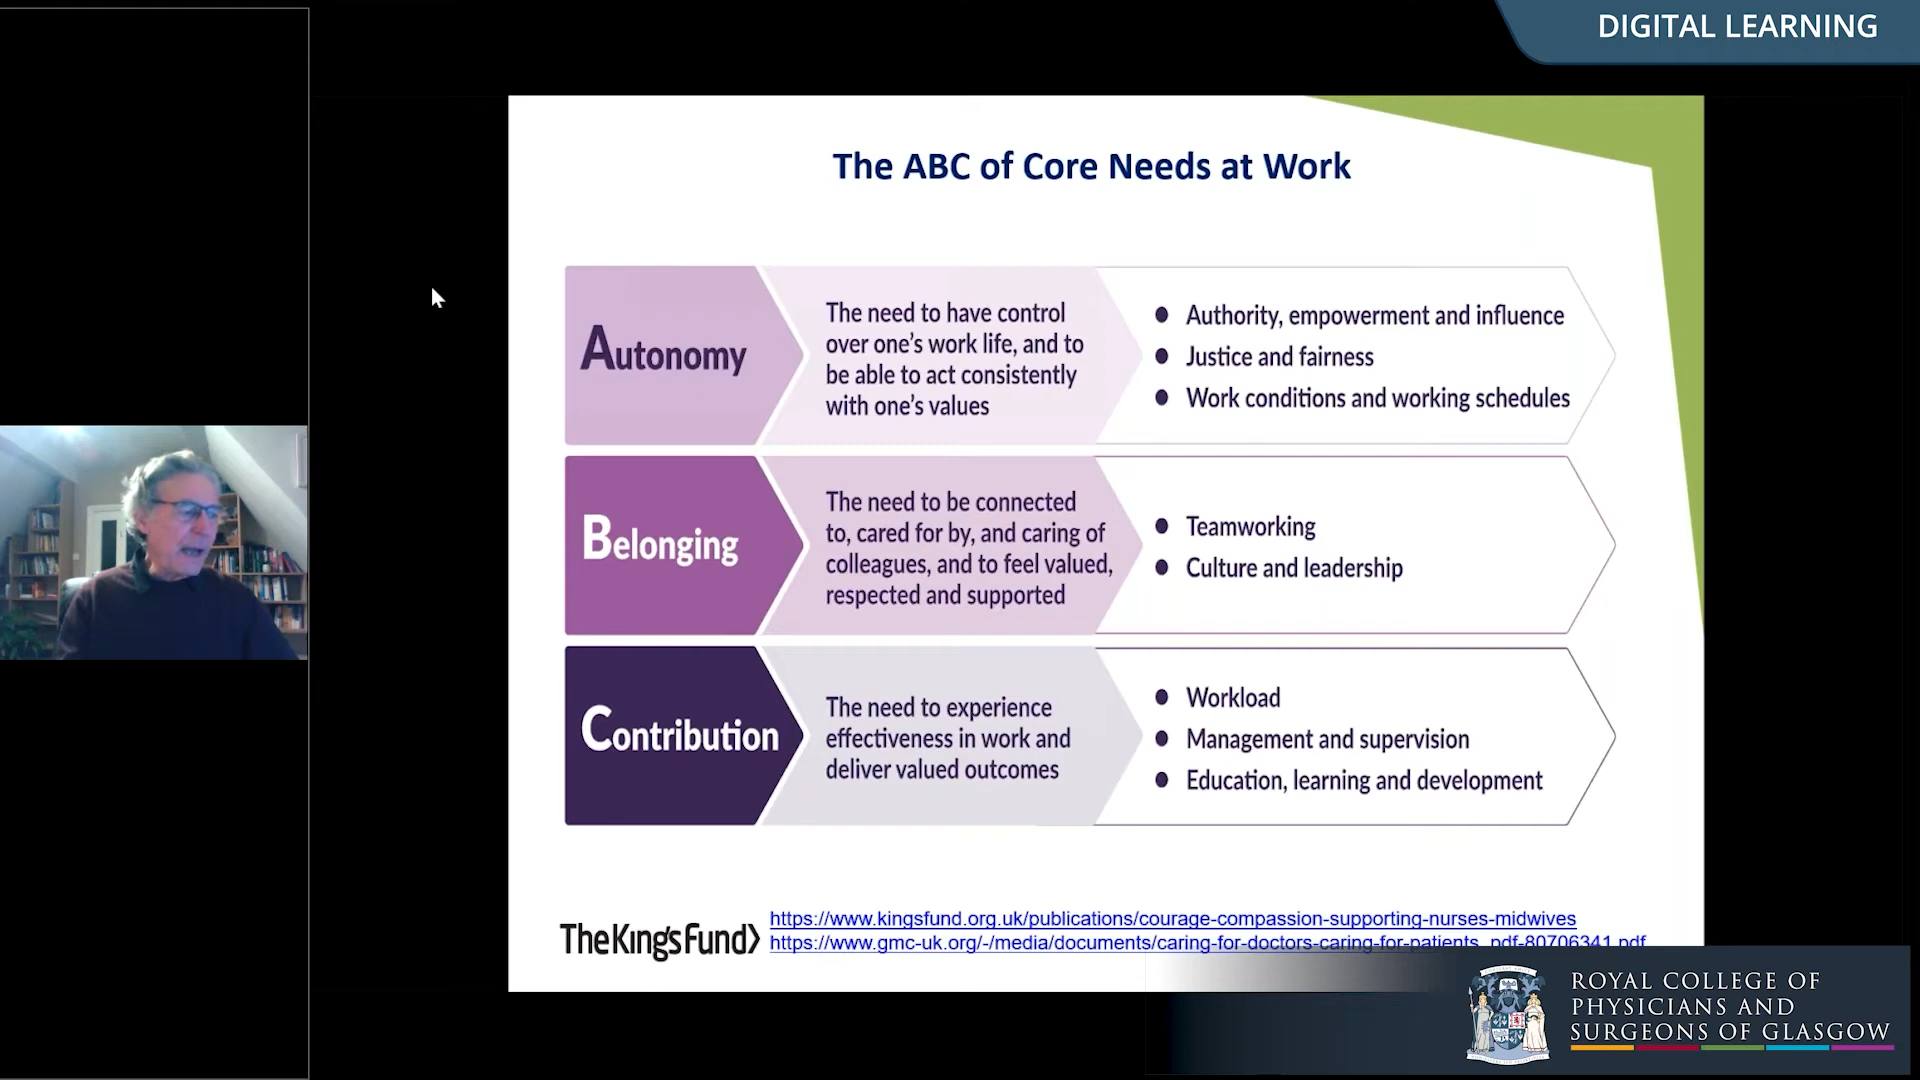 DIGITAL LEARNING
The ABC of Core Needs at Work
Autonomy
The need to have control
over one's work life, and to
be able to act consistently
with one's values
Authority, empowerment and influence
Justice and fairness
Work conditions and working schedules
Belonging
The need to be connected
to, cared for by, and caring of
colleagues, and to feel valued,
respected and supported
Teamworking
Culture and leadership
Contribution
The need to experience
effectiveness in work and
deliver valued outcomes
Workload
Management and supervision
Education, learning and development
TheKing'sFund>
https://www.kingsfund.org.uk/publications/courage-compassion-supporting-nurses-midwives
https://www.gmc-uk.org/-/media/documents/caring-for-doctors-caring-for-patients_pdf-80706341.pdf
ROYAL COLLEGE OF
PHYSICIANS AND
SURGEONS OF GLASGOW